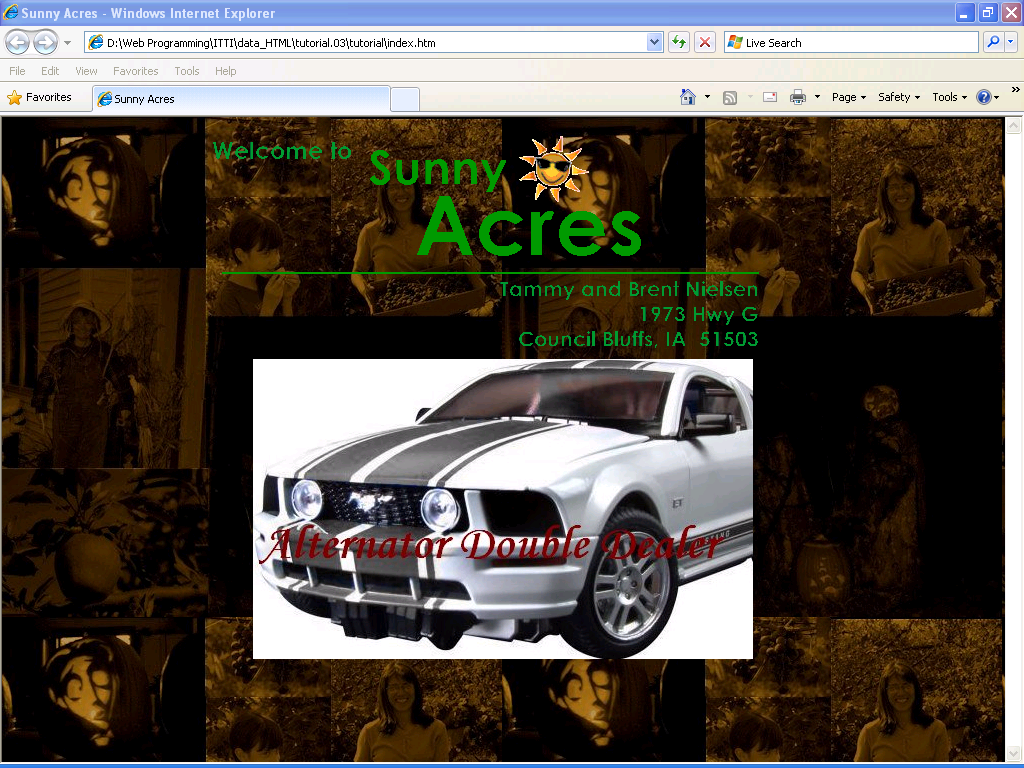 Sunny Acres - Windows Internet Explorer
D:\Web Programming\ITTI\data_HTML\tutorial.03\tutorial\index.htm
Live Search
File Edit View Favorites Tools Help
Favorites Sunny Acres Page Safety Tools
Welcome to
Sunny
Acres
Tammy and Brent Nielsen
1973 Hwy G
Council Bluffs, IA 51503
GT
MUSTANG
Alternator Double Dealer